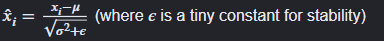 x̂ᵢ = (xᵢ−μ)/√(σ²+ϵ) (where ϵ is a tiny constant for stability)